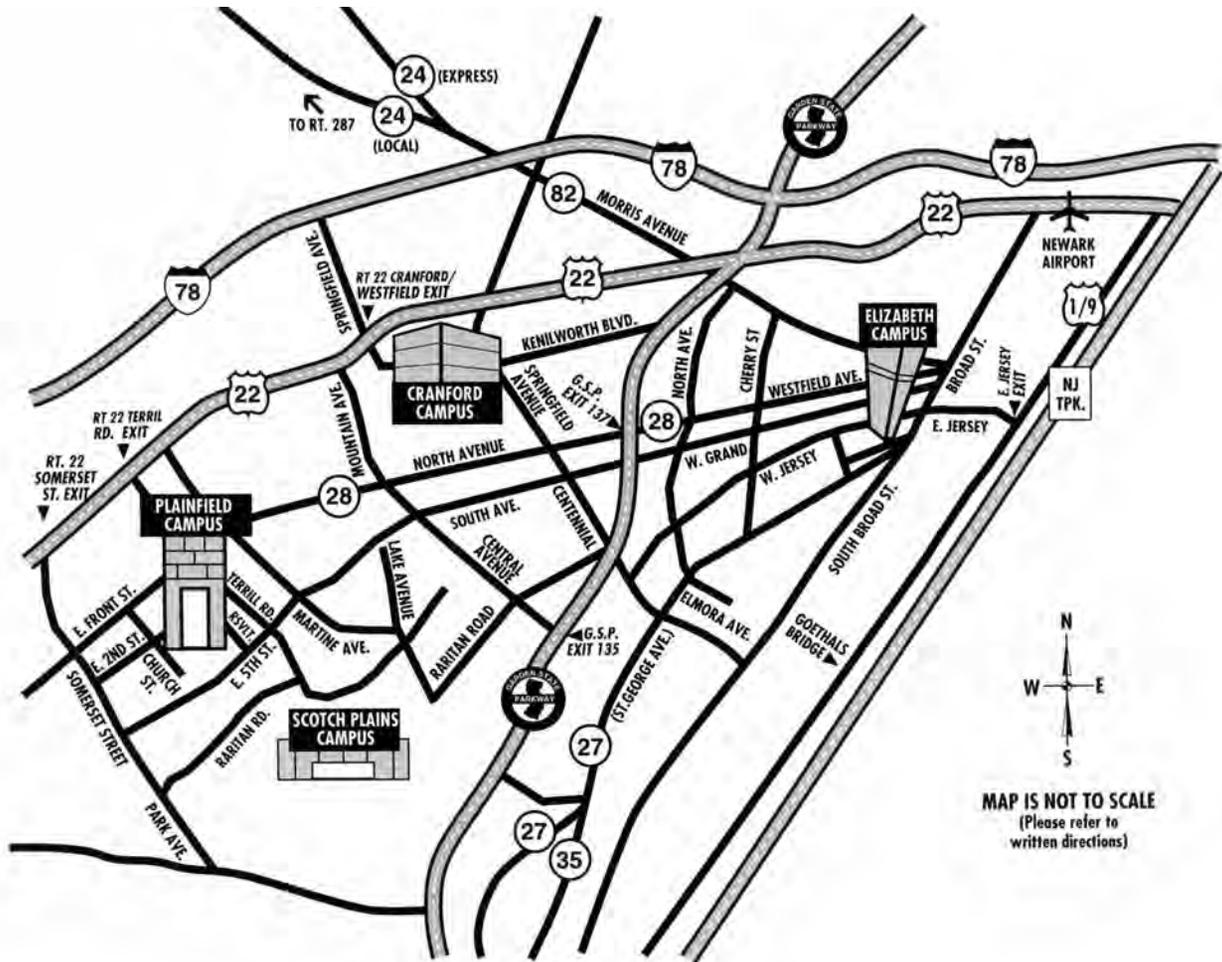 24
(EXPRESS)
TO RT. 287
24
(LOCAL)
GARDEN STATE
PARKWAY
78
78
82
MORRIS AVENUE
22
NEWARK
AIRPORT
SPRINGFIELD AVE.
RT 22 CRANFORD/
WESTFIELD EXIT
22
78
1/9
ELIZABETH
CAMPUS
KENILWORTH BLVD.
CRANFORD
CAMPUS
SPRINGFIELD
AVENUE
G.S.P.
EXIT 137
NORTH AVE.
CHERRY ST
WESTFIELD AVE.
BROAD ST.
E. JERSEY
EXIT
NJ
TPK.
22
RT 22 TERRIL
RD. EXIT
MOUNTAIN AVE.
28
E. JERSEY
RT. 22
SOMERSET
ST. EXIT
NORTH AVENUE
W. GRAND
W. JERSEY
28
PLAINFIELD
CAMPUS
SOUTH AVE.
CENTENNIAL
SOUTH BROAD ST.
LAKE AVENUE
CENTRAL
AVENUE
E. FRONT ST.
TERRILL RD.
RSVLT.
MARTINE AVE.
RARITAN ROAD
ELMORA AVE.
G.S.P.
EXIT 135
GOETHALS
BRIDGE
E. 2ND ST.
CHURCH
ST.
E. 5TH ST.
(ST.GEORGE AVE.)
N
W
E
S
SOMERSET STREET
RARITAN RD.
GARDEN STATE
PARKWAY
SCOTCH PLAINS
CAMPUS
27
PARK AVE.
27
35
MAP IS NOT TO SCALE
(Please refer to
written directions)